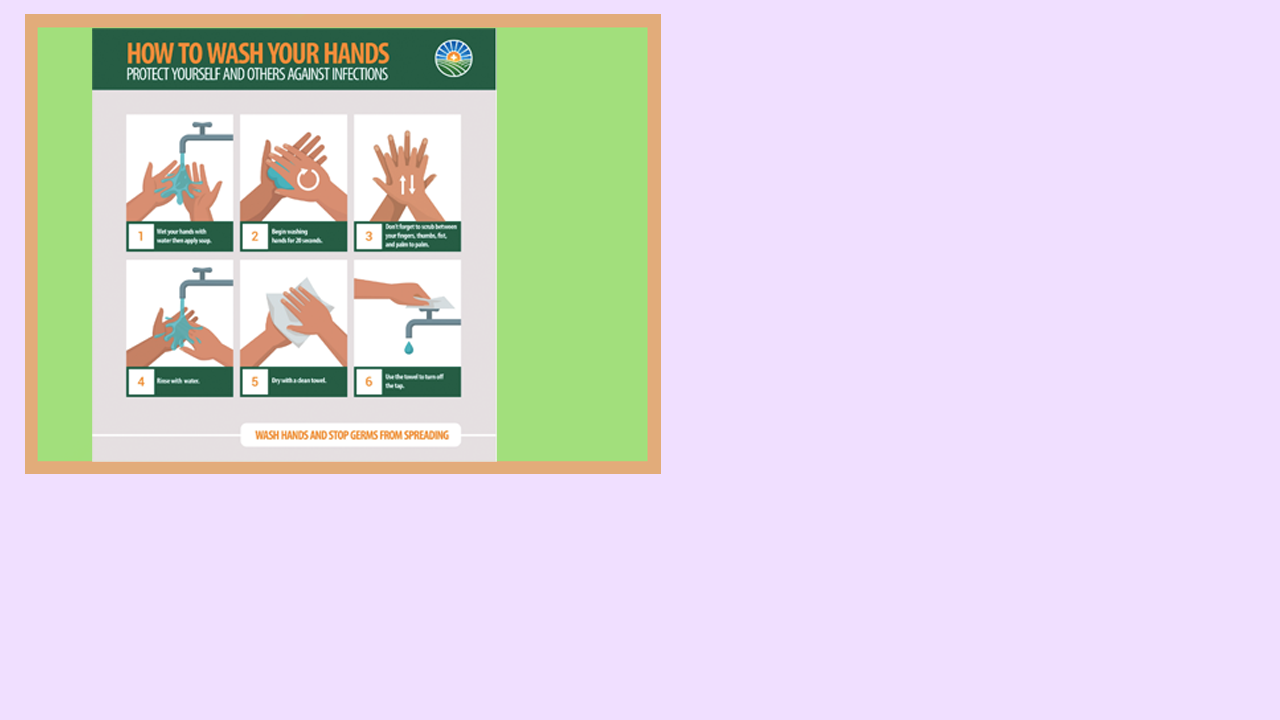 HOW TO WASH YOUR HANDS
PROTECT YOURSELF AND OTHERS AGAINST INFECTIONS
1
Wet your hands with
water then apply soap.
2
Begin washing
hands for 20 seconds.
3
Don't forget to scrub between
your fingers, thumbs, fist,
and palm to palm.
4
Rinse with water.
5
Dry with a clean towel.
6
Use the towel to turn off
the tap.
WASH HANDS AND STOP GERMS FROM SPREADING